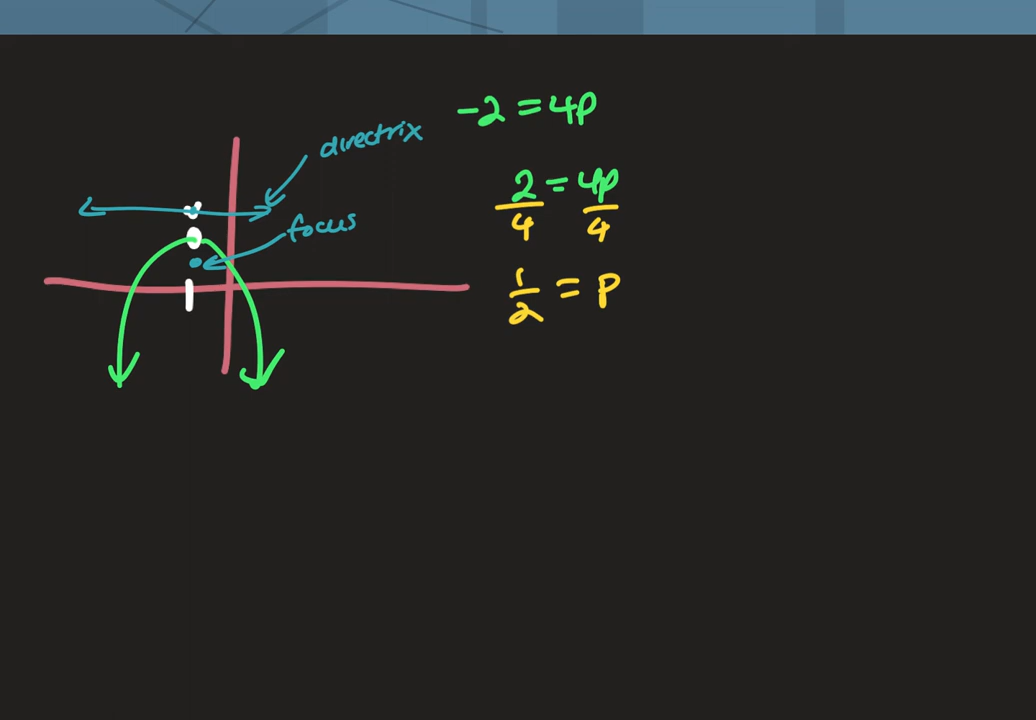 -2 = 4p
directrix
2 = 4p
4 4
focus
1/2 = p